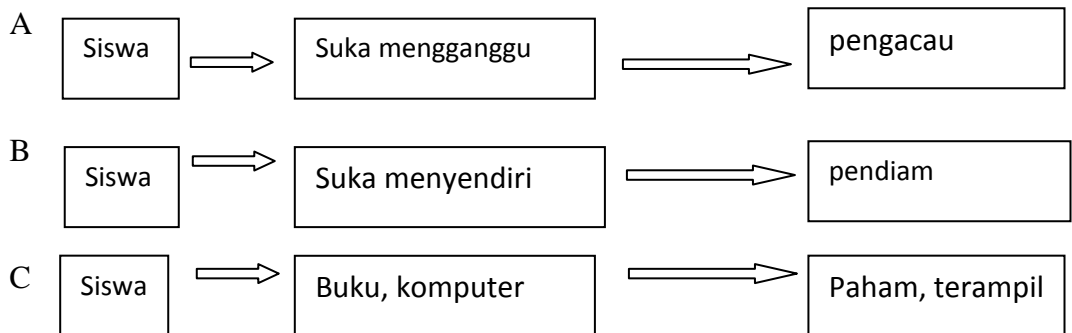 A Siswa Suka mengganggu pengacau
B Siswa Suka menyendiri pendiam
C Siswa Buku, komputer Paham, terampil